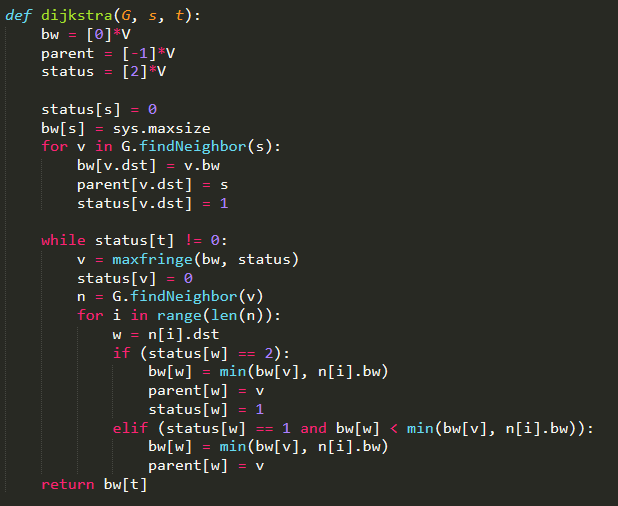 def dijkstra(G, s, t):
    bw = [0]*V
    parent = [-1]*V
    status = [2]*V

    status[s] = 0
    bw[s] = sys.maxsize
    for v in G.findNeighbor(s):
        bw[v.dst] = v.bw
        parent[v.dst] = s
        status[v.dst] = 1

    while status[t] != 0:
        v = maxfringe(bw, status)
        status[v] = 0
        n = G.findNeighbor(v)
        for i in range(len(n)):
            w = n[i].dst
            if (status[w] == 2):
                bw[w] = min(bw[v], n[i].bw)
                parent[w] = v
                status[w] = 1
            elif (status[w] == 1 and bw[w] < min(bw[v], n[i].bw)):
                bw[w] = min(bw[v], n[i].bw)
                parent[w] = v
    return bw[t]